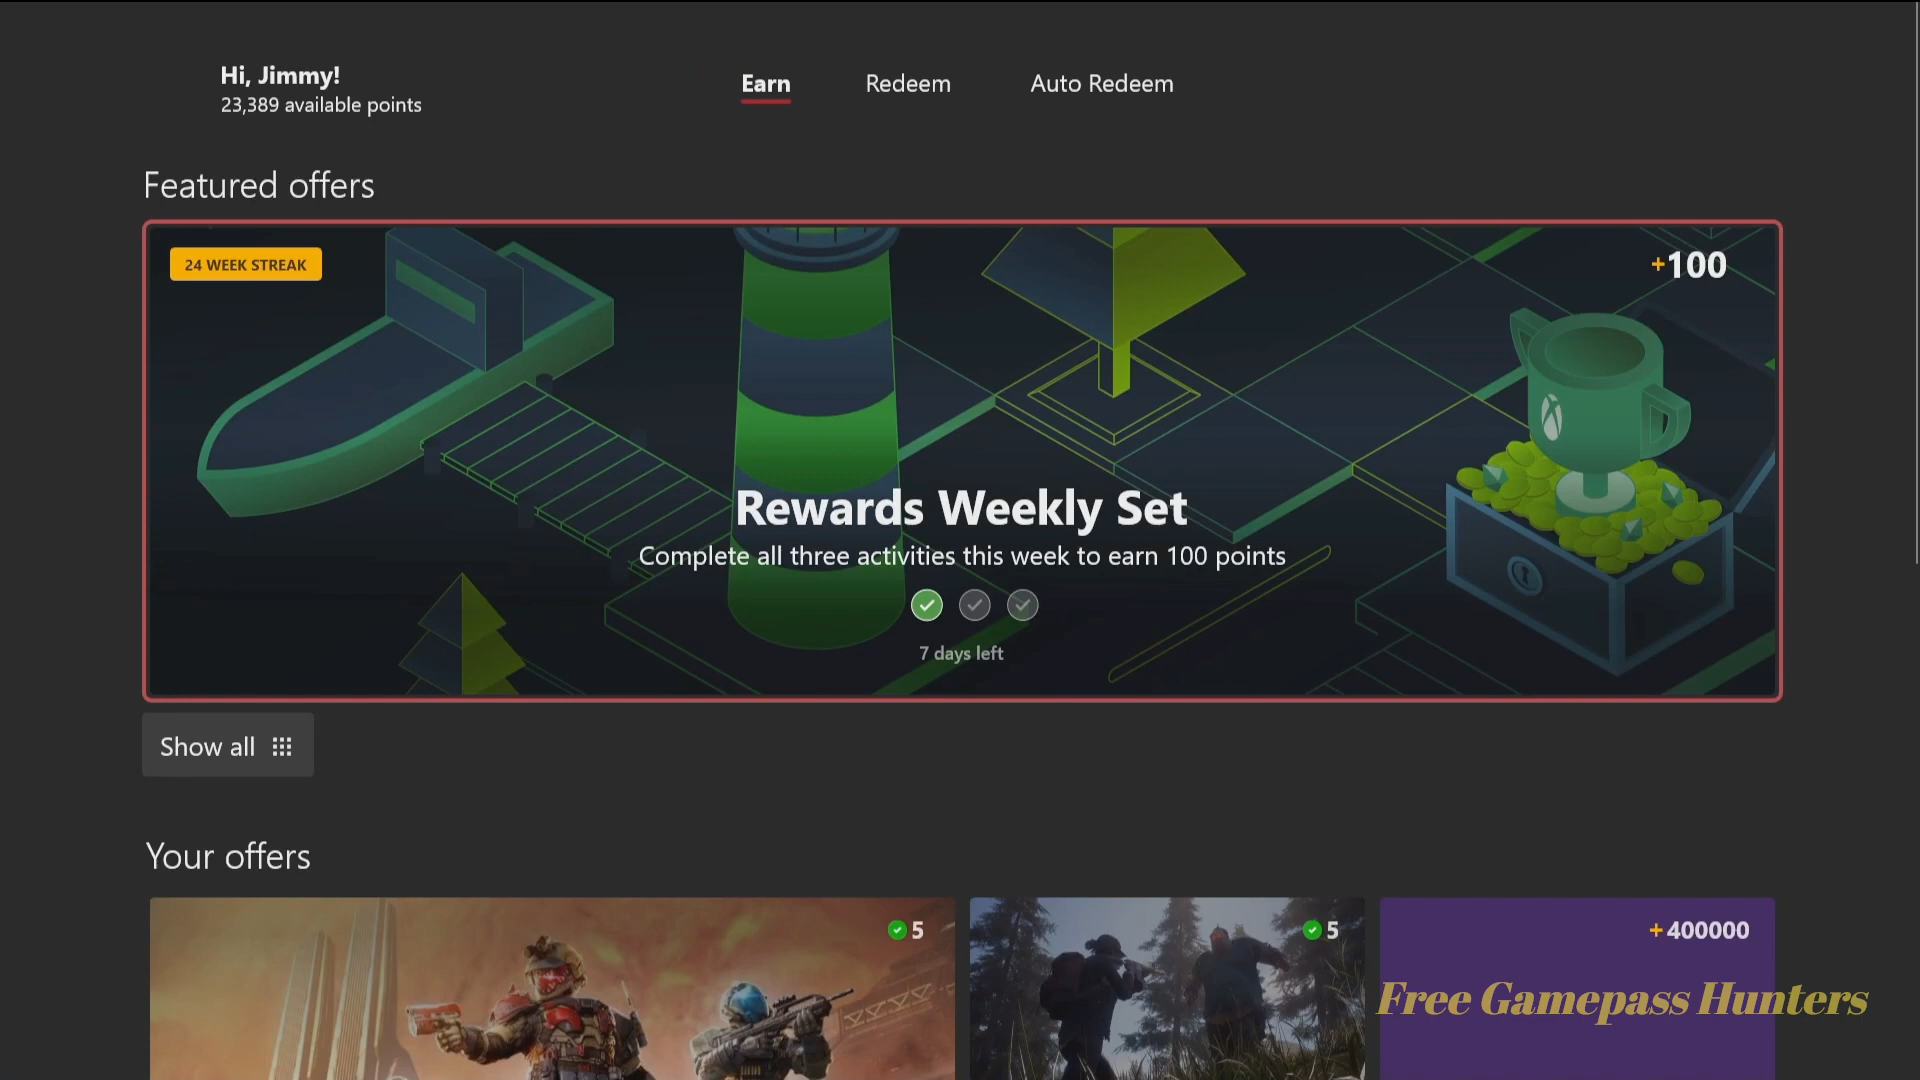 Hi, Jimmy!
23,389 available points
Earn
Redeem
Auto Redeem
Featured offers
24 WEEK STREAK
+100
Rewards Weekly Set
Complete all three activities this week to earn 100 points
7 days left
Show all
Your offers
5
5
+400000
Free Gamepass Hunters